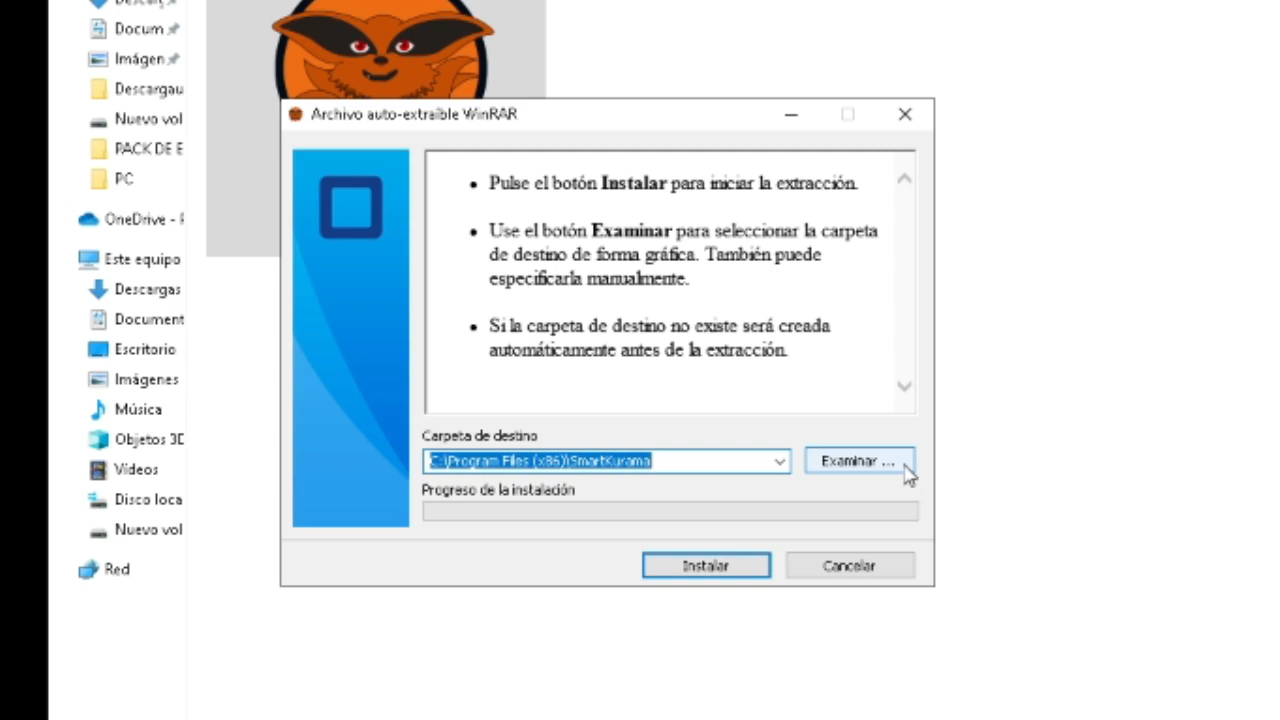 Docum
Imágen
Descargau
Nuevo vol
PACK DE E
PC
OneDrive - P
Este equipo
Descargas
Document
Escritorio
Imágenes
Música
Objetos 3D
Vídeos
Disco loca
Nuevo vol
Red
Archivo auto-extraíble WinRAR
• Pulse el botón Instalar para iniciar la extracción.
• Use el botón Examinar para seleccionar la carpeta
de destino de forma gráfica. También puede
especificarla manualmente.
• Si la carpeta de destino no existe será creada
automáticamente antes de la extracción.
Carpeta de destino
C:\Program Files (x86)\SmartKurama
Examinar ...
Progreso de la instalación
Instalar
Cancelar